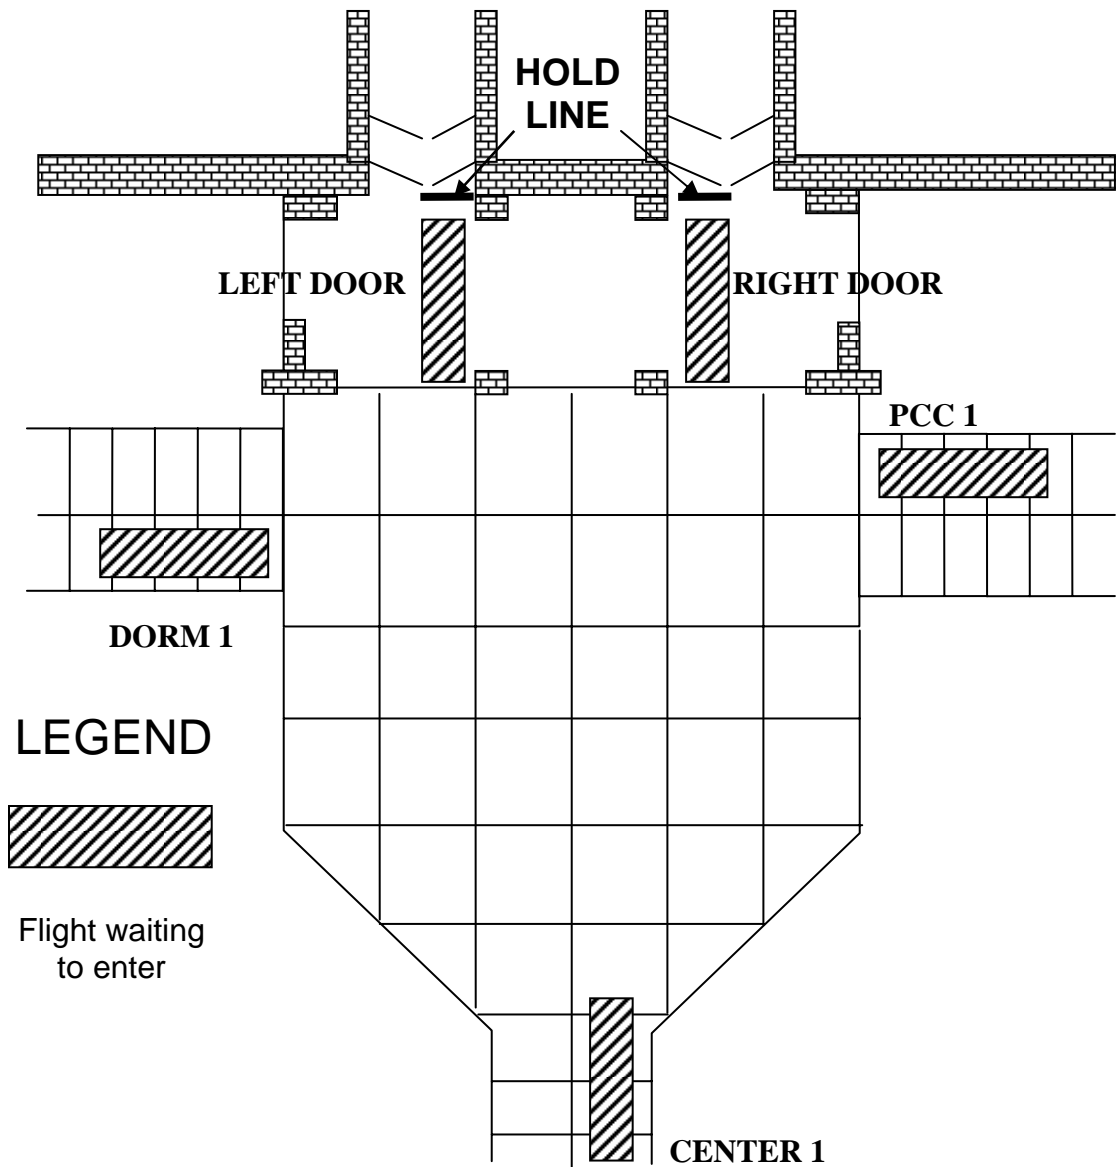 HOLD
LINE
LEFT DOOR
RIGHT DOOR
PCC 1
DORM 1
LEGEND
Flight waiting
to enter
CENTER 1